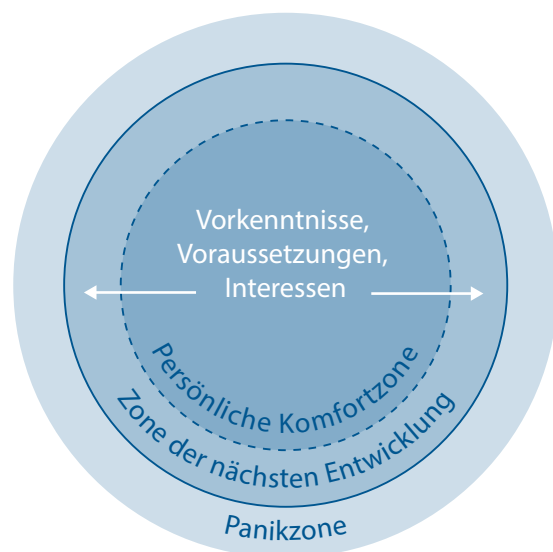 Vorkenntnisse,
Voraussetzungen,
Interessen
Persönliche Komfortzone
Zone der nächsten Entwicklung
Panikzone